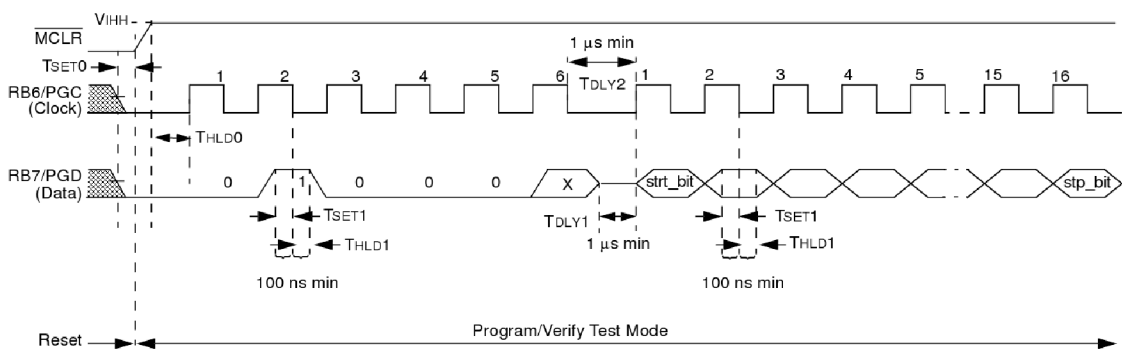 VIHH
MCLR
1 µs min
TSET0
1 2 3 4 5 6 1 2 3 4 5 15 16
RB6/PGC
(Clock)
TDLY2
THLD0
RB7/PGD
(Data)
0 1 0 0 0 X strt_bit stp_bit
TSET1 TDLY1 TSET1
THLD1 1 µs min THLD1
100 ns min 100 ns min
Reset Program/Verify Test Mode